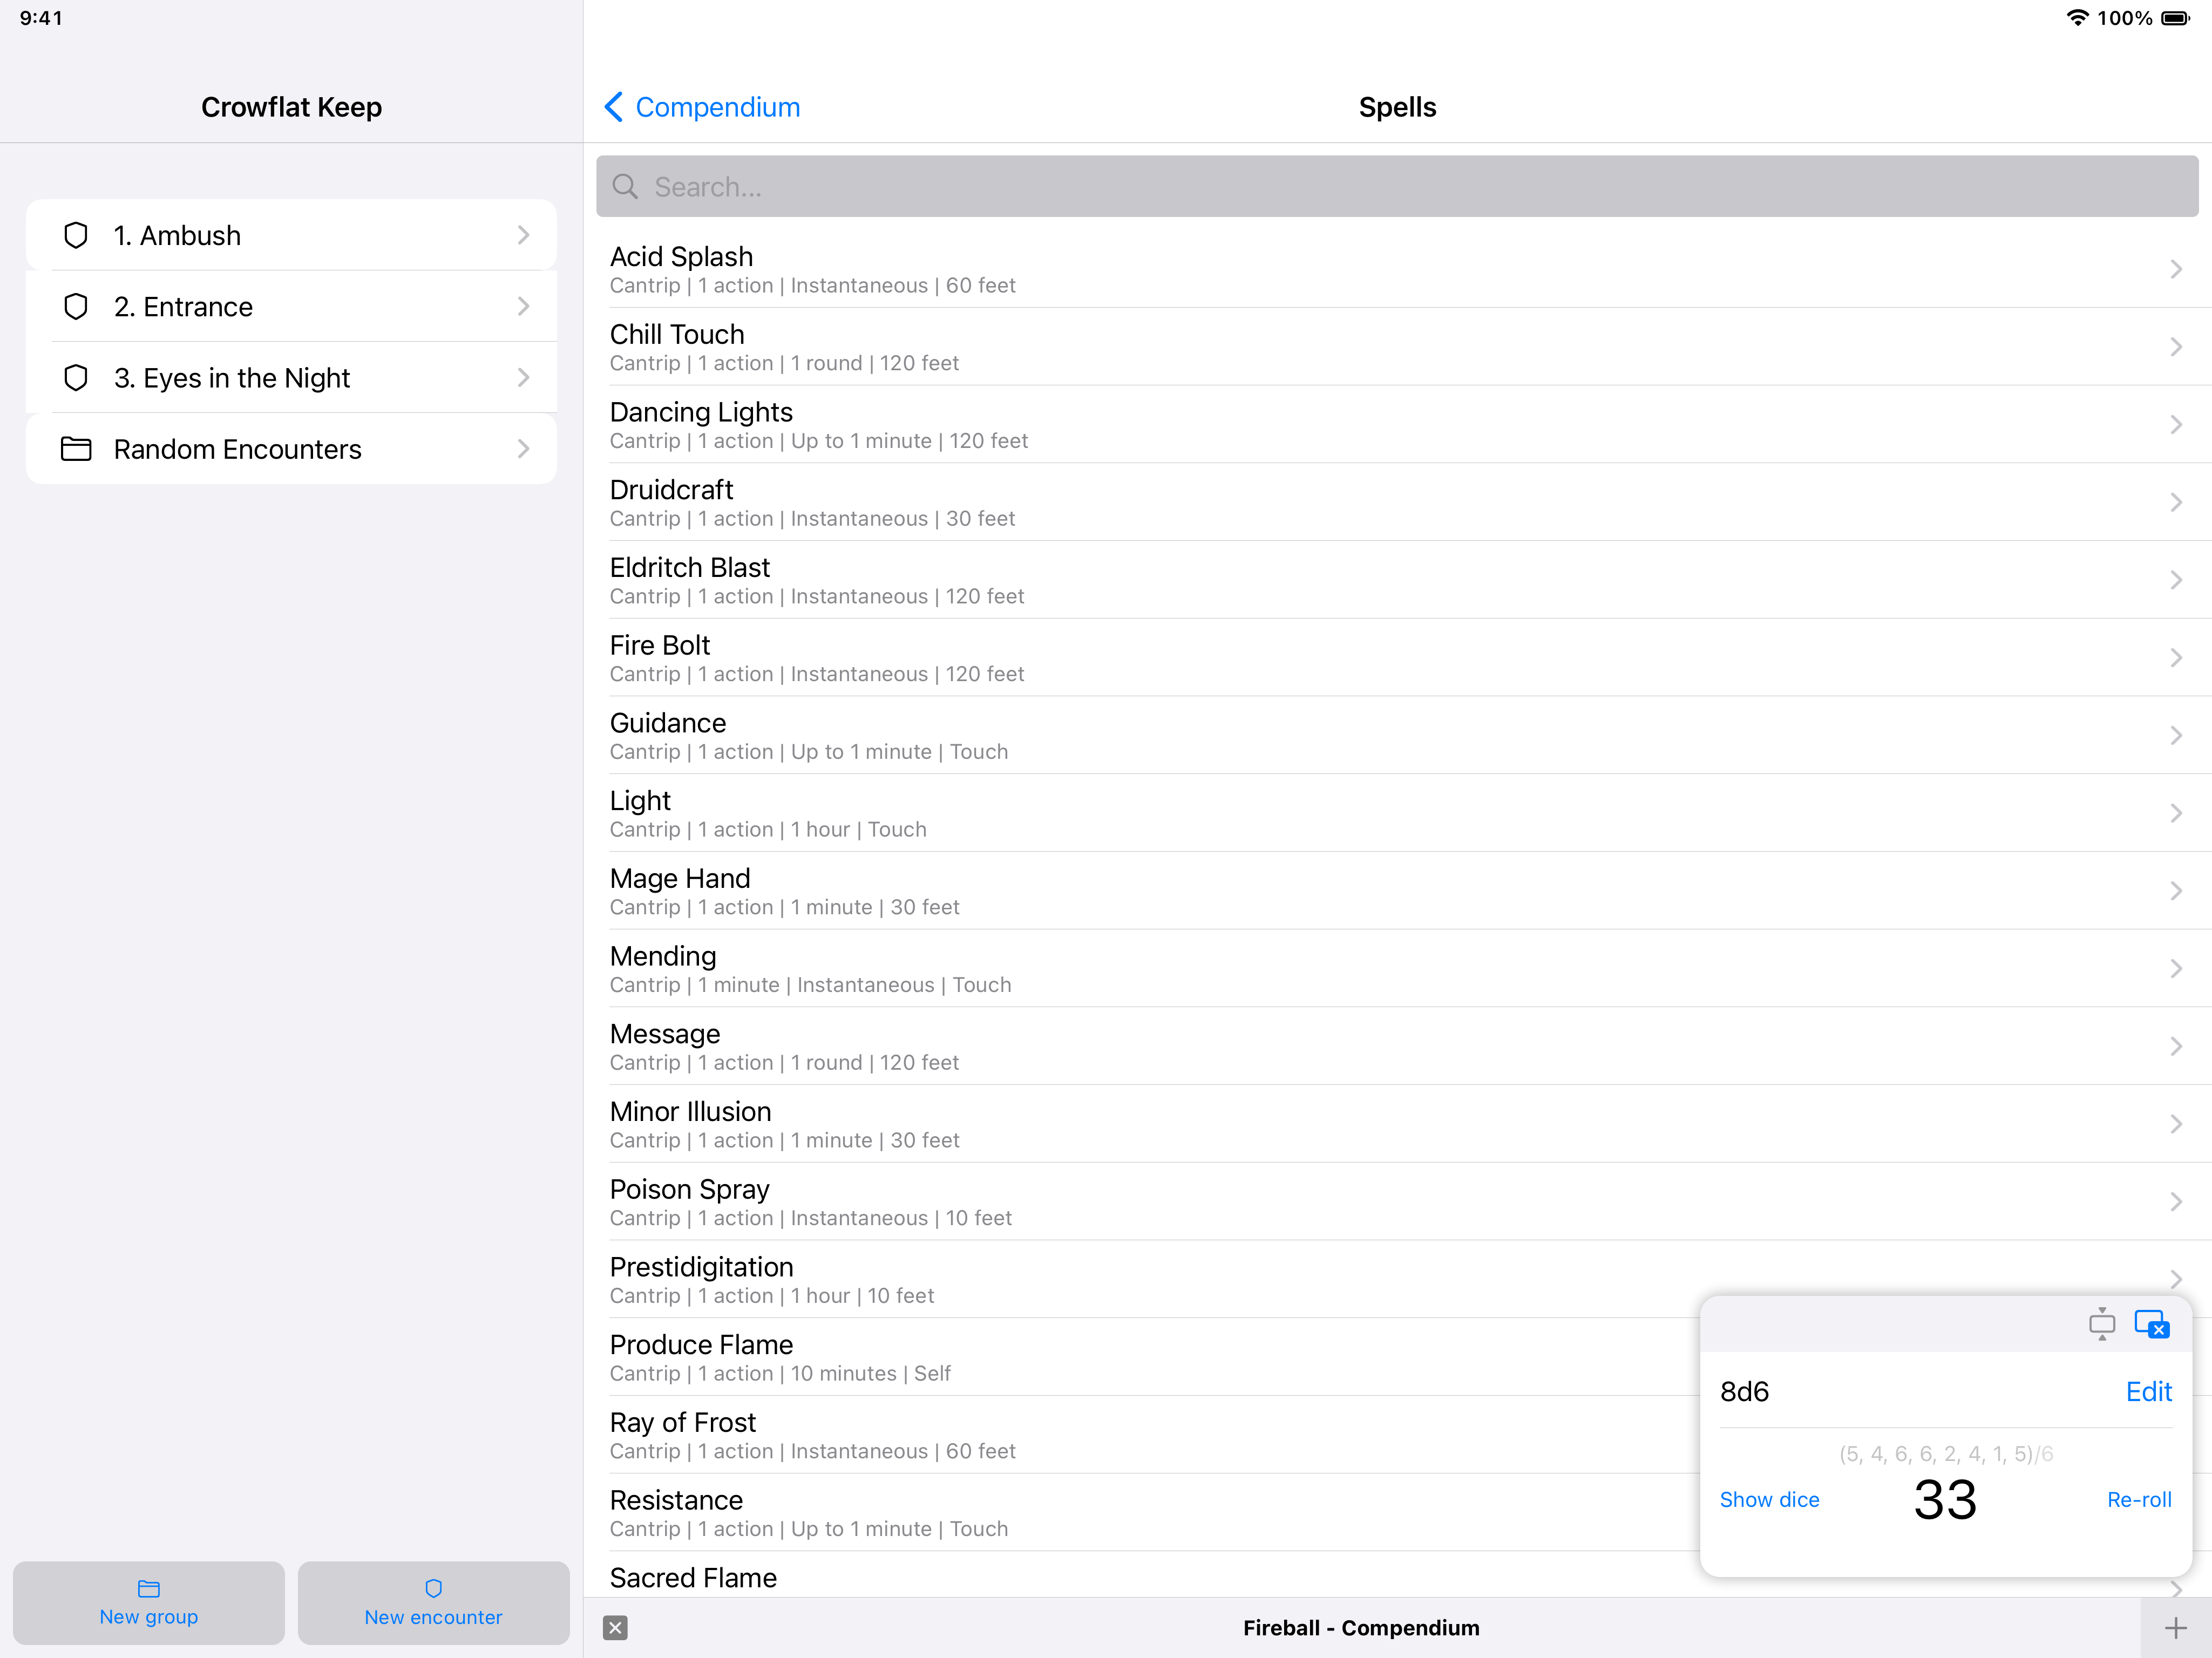 9:41
100%
Crowflat Keep
1. Ambush
2. Entrance
3. Eyes in the Night
Random Encounters
New group
New encounter
Compendium
Spells
Search...
Acid Splash
Cantrip | 1 action | Instantaneous | 60 feet
Chill Touch
Cantrip | 1 action | 1 round | 120 feet
Dancing Lights
Cantrip | 1 action | Up to 1 minute | 120 feet
Druidcraft
Cantrip | 1 action | Instantaneous | 30 feet
Eldritch Blast
Cantrip | 1 action | Instantaneous | 120 feet
Fire Bolt
Cantrip | 1 action | Instantaneous | 120 feet
Guidance
Cantrip | 1 action | Up to 1 minute | Touch
Light
Cantrip | 1 action | 1 hour | Touch
Mage Hand
Cantrip | 1 action | 1 minute | 30 feet
Mending
Cantrip | 1 minute | Instantaneous | Touch
Message
Cantrip | 1 action | 1 round | 120 feet
Minor Illusion
Cantrip | 1 action | 1 minute | 30 feet
Poison Spray
Cantrip | 1 action | Instantaneous | 10 feet
Prestidigitation
Cantrip | 1 action | 1 hour | 10 feet
Produce Flame
Cantrip | 1 action | 10 minutes | Self
Ray of Frost
Cantrip | 1 action | Instantaneous | 60 feet
Resistance
Cantrip | 1 action | Up to 1 minute | Touch
Sacred Flame
8d6
Edit
(5, 4, 6, 6, 2, 4, 1, 5)/6
Show dice
33
Re-roll
Fireball - Compendium